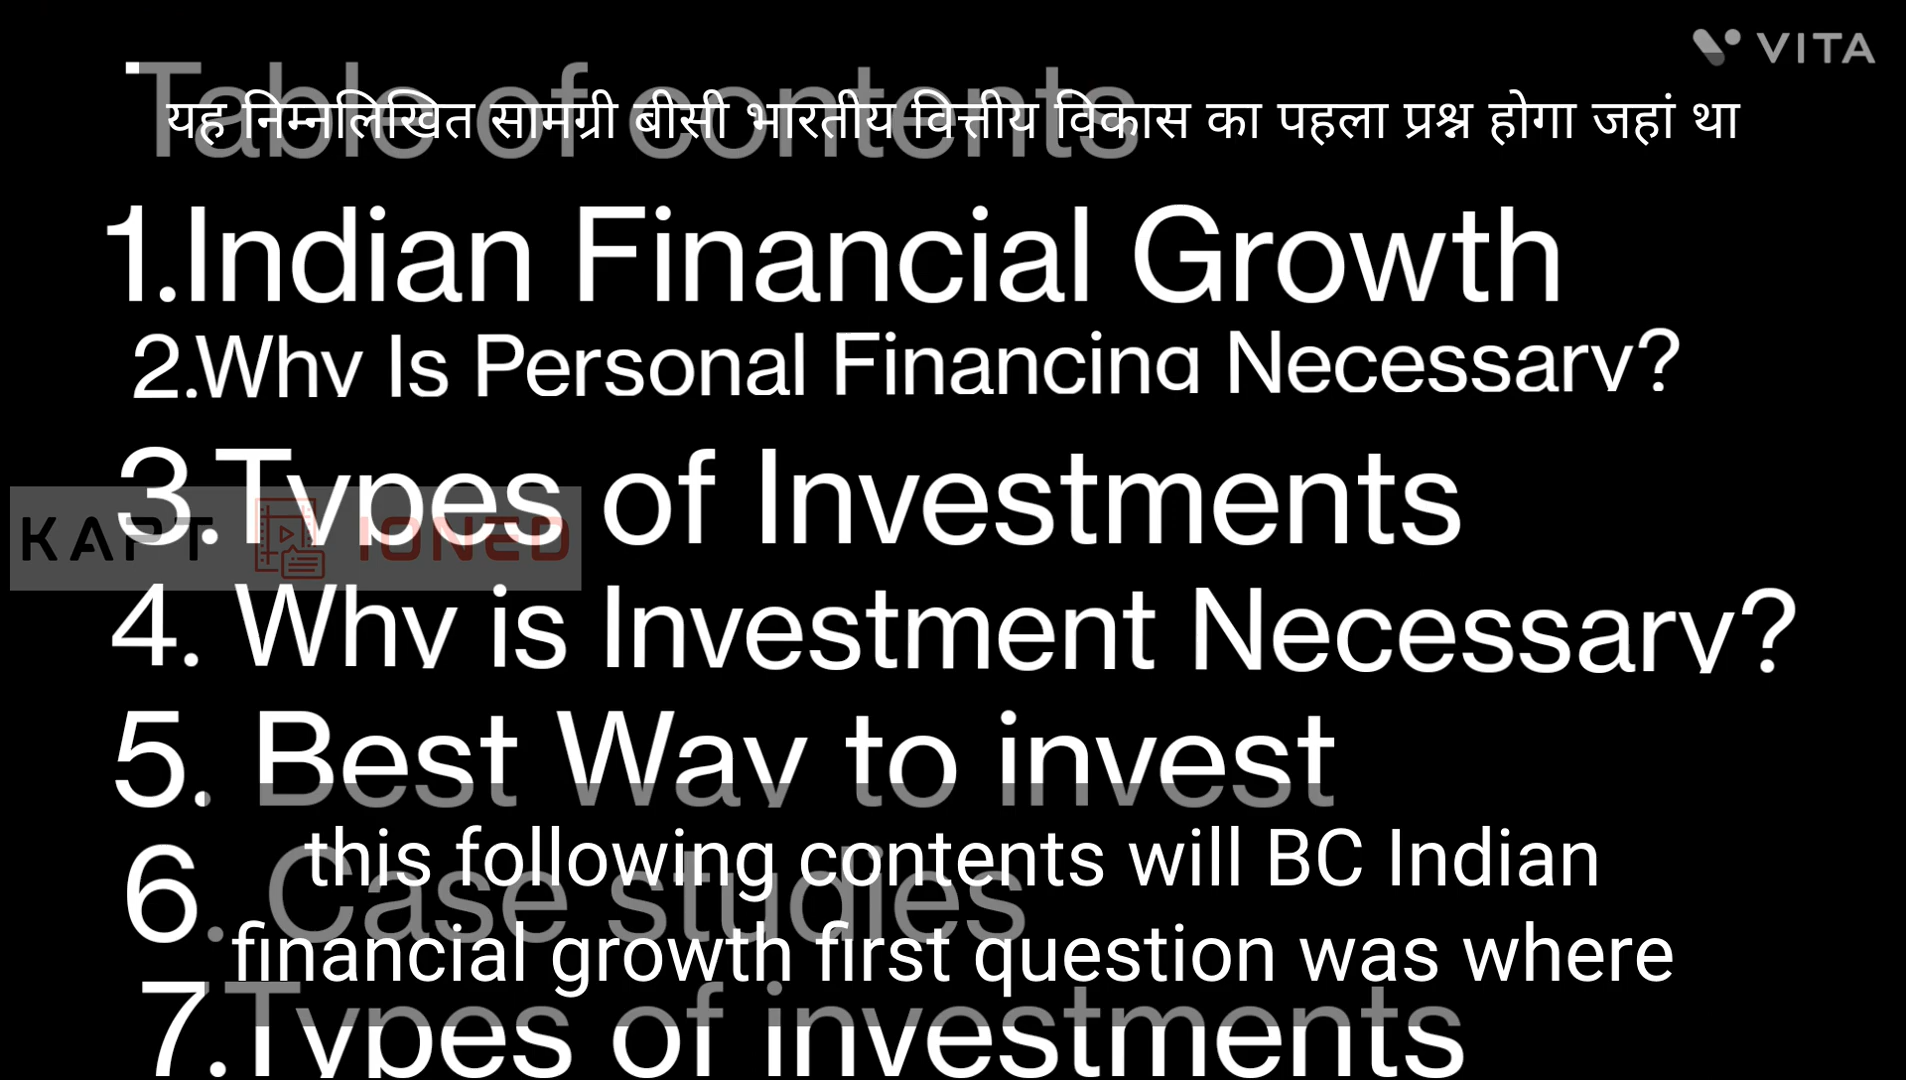 VITA
Table of contents
यह निम्नलिखित सामग्री बीसी भारतीय वित्तीय विकास का पहला प्रश्न होगा जहां था
1.Indian Financial Growth
2.Why Is Personal Financing Necessary?
3.Types of Investments
KAPT IONED
4. Why is Investment Necessary?
5. Best Way to invest
6. Case studies
this following contents will BC Indian
financial growth first question was where
7.Types of investments